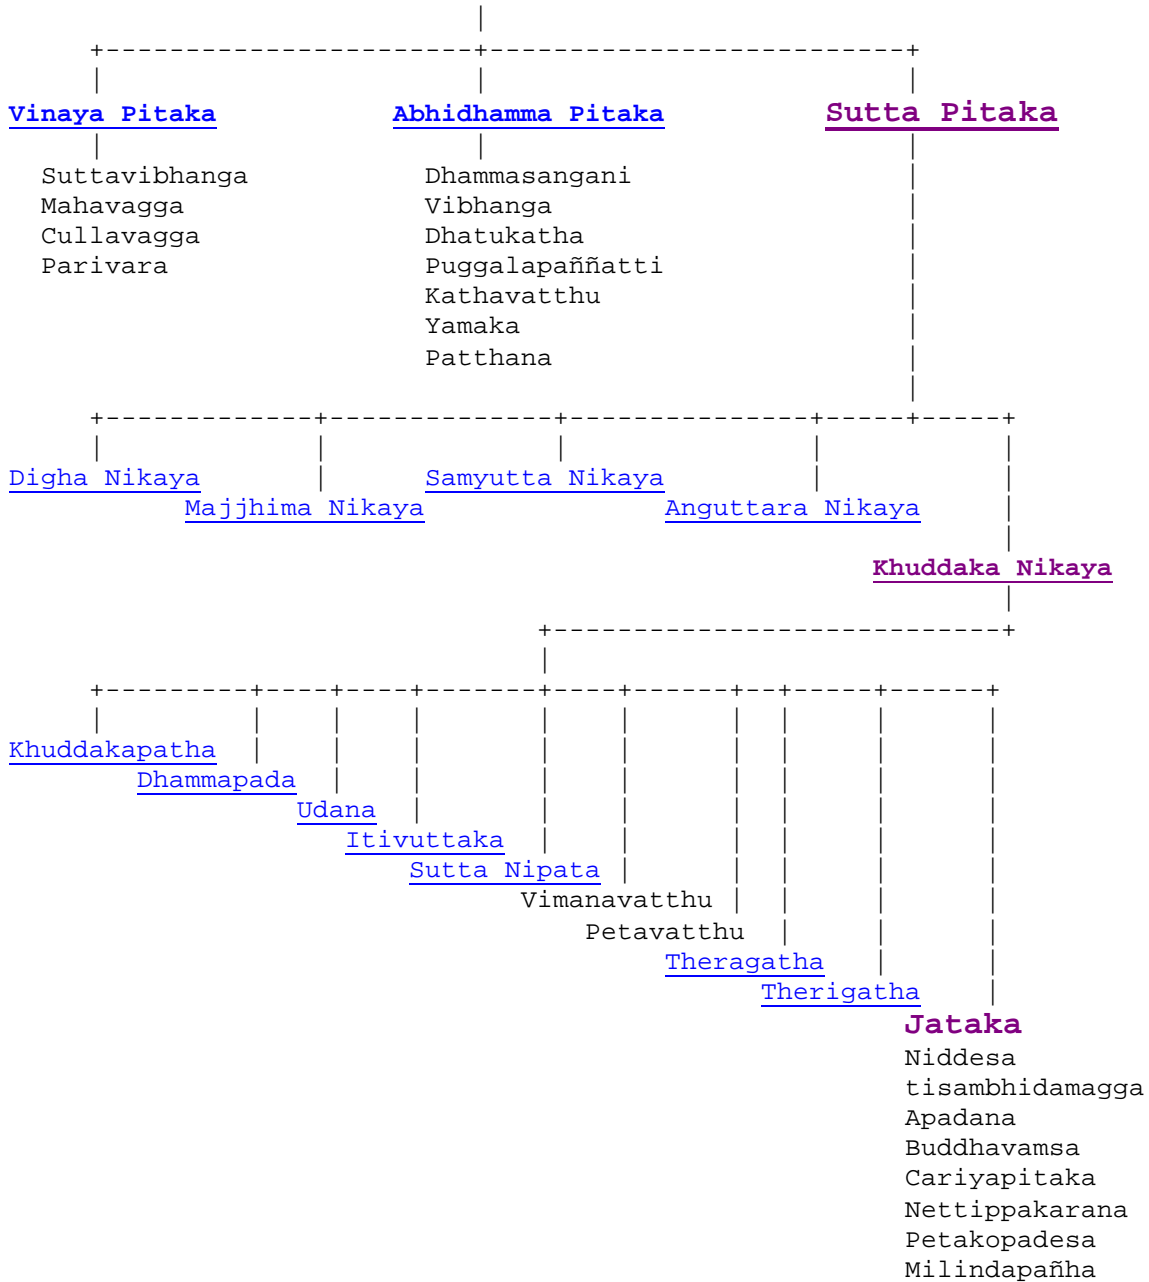 Vinaya Pitaka Abhidhamma Pitaka Sutta Pitaka
Suttavibhanga Dhammasangani
Mahavagga Vibhanga
Cullavagga Dhatukatha
Parivara Puggalapaññatti
Kathavatthu
Yamaka
Patthana
Digha Nikaya Samyutta Nikaya
Majjhima Nikaya Anguttara Nikaya
Khuddaka Nikaya
Khuddakapatha
Dhammapada
Udana
Itivuttaka
Sutta Nipata
Vimanavatthu
Petavatthu
Theragatha
Therigatha
Jataka
Niddesa
tisambhidamagga
Apadana
Buddhavamsa
Cariyapitaka
Nettippakarana
Petakopadesa
Milindapañha